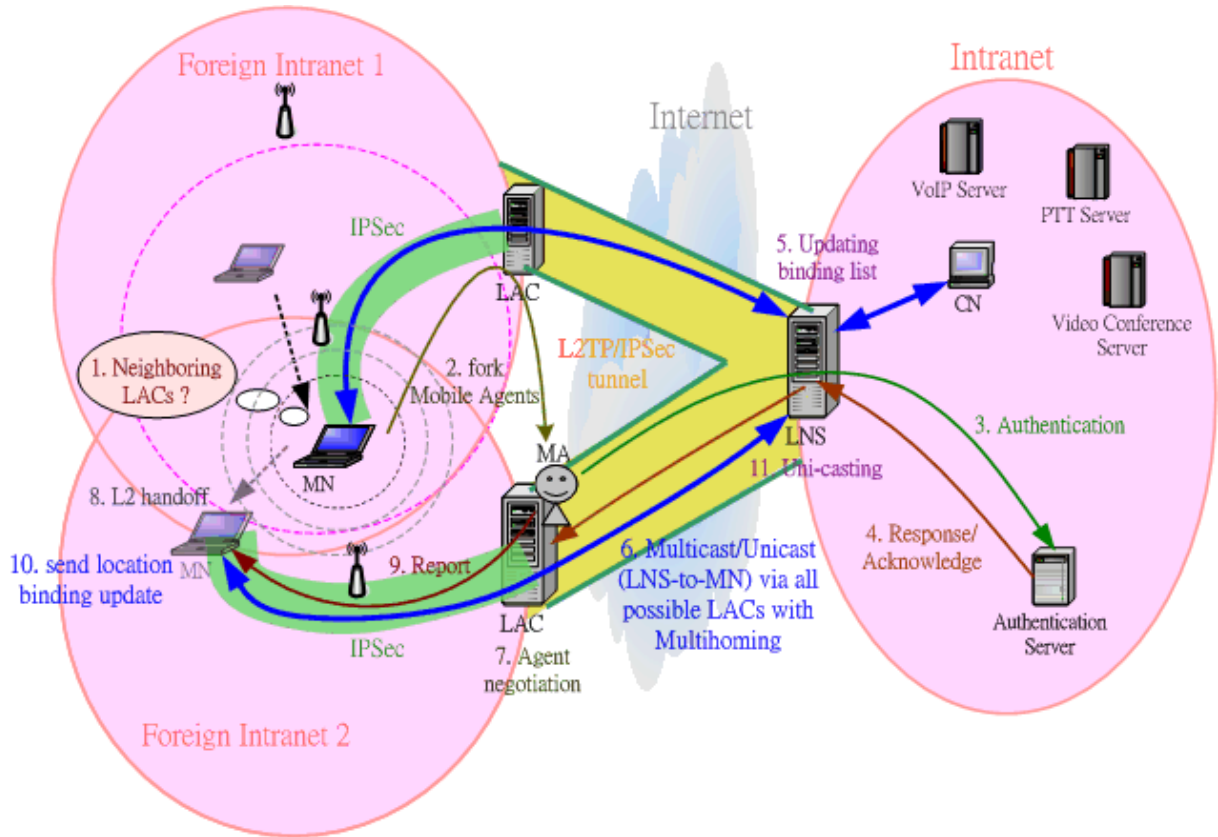 Foreign Intranet 1
Internet
Intranet
VoIP Server
PTT Server
IPSec
5. Updating
binding list
LAC
CN
Video Conference
Server
1. Neighboring
LACs ?
2. fork
Mobile Agents
L2TP/IPSec
tunnel
LNS
3. Authentication
MA
11. Uni-casting
MN
8. L2 handoff
4. Response/
Acknowledge
6. Multicast/Unicast
(LNS-to-MN) via all
possible LACs with
Multihoming
10. send location
binding update
MN
9. Report
LAC
IPSec
7. Agent
negotiation
Authentication
Server
Foreign Intranet 2